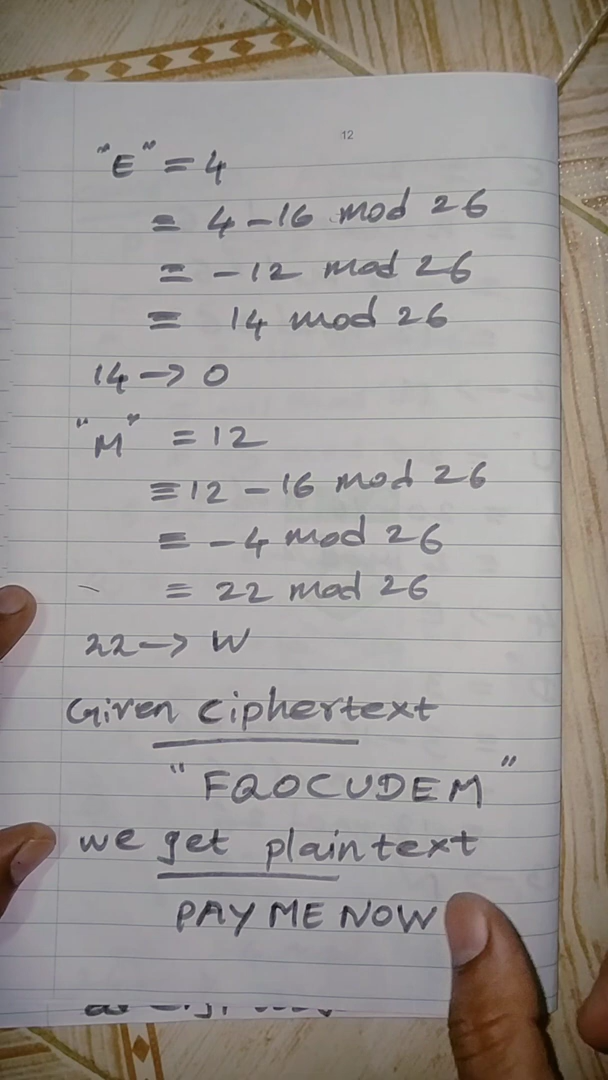 12
"E" = 4
≡ 4 - 16 mod 26
≡ -12 mod 26
≡ 14 mod 26
14 -> O
"M" = 12
≡ 12 - 16 mod 26
≡ -4 mod 26
≡ 22 mod 26
22 -> W
Given ciphertext
"FQOCUDEM"
we get plaintext
PAY ME NOW